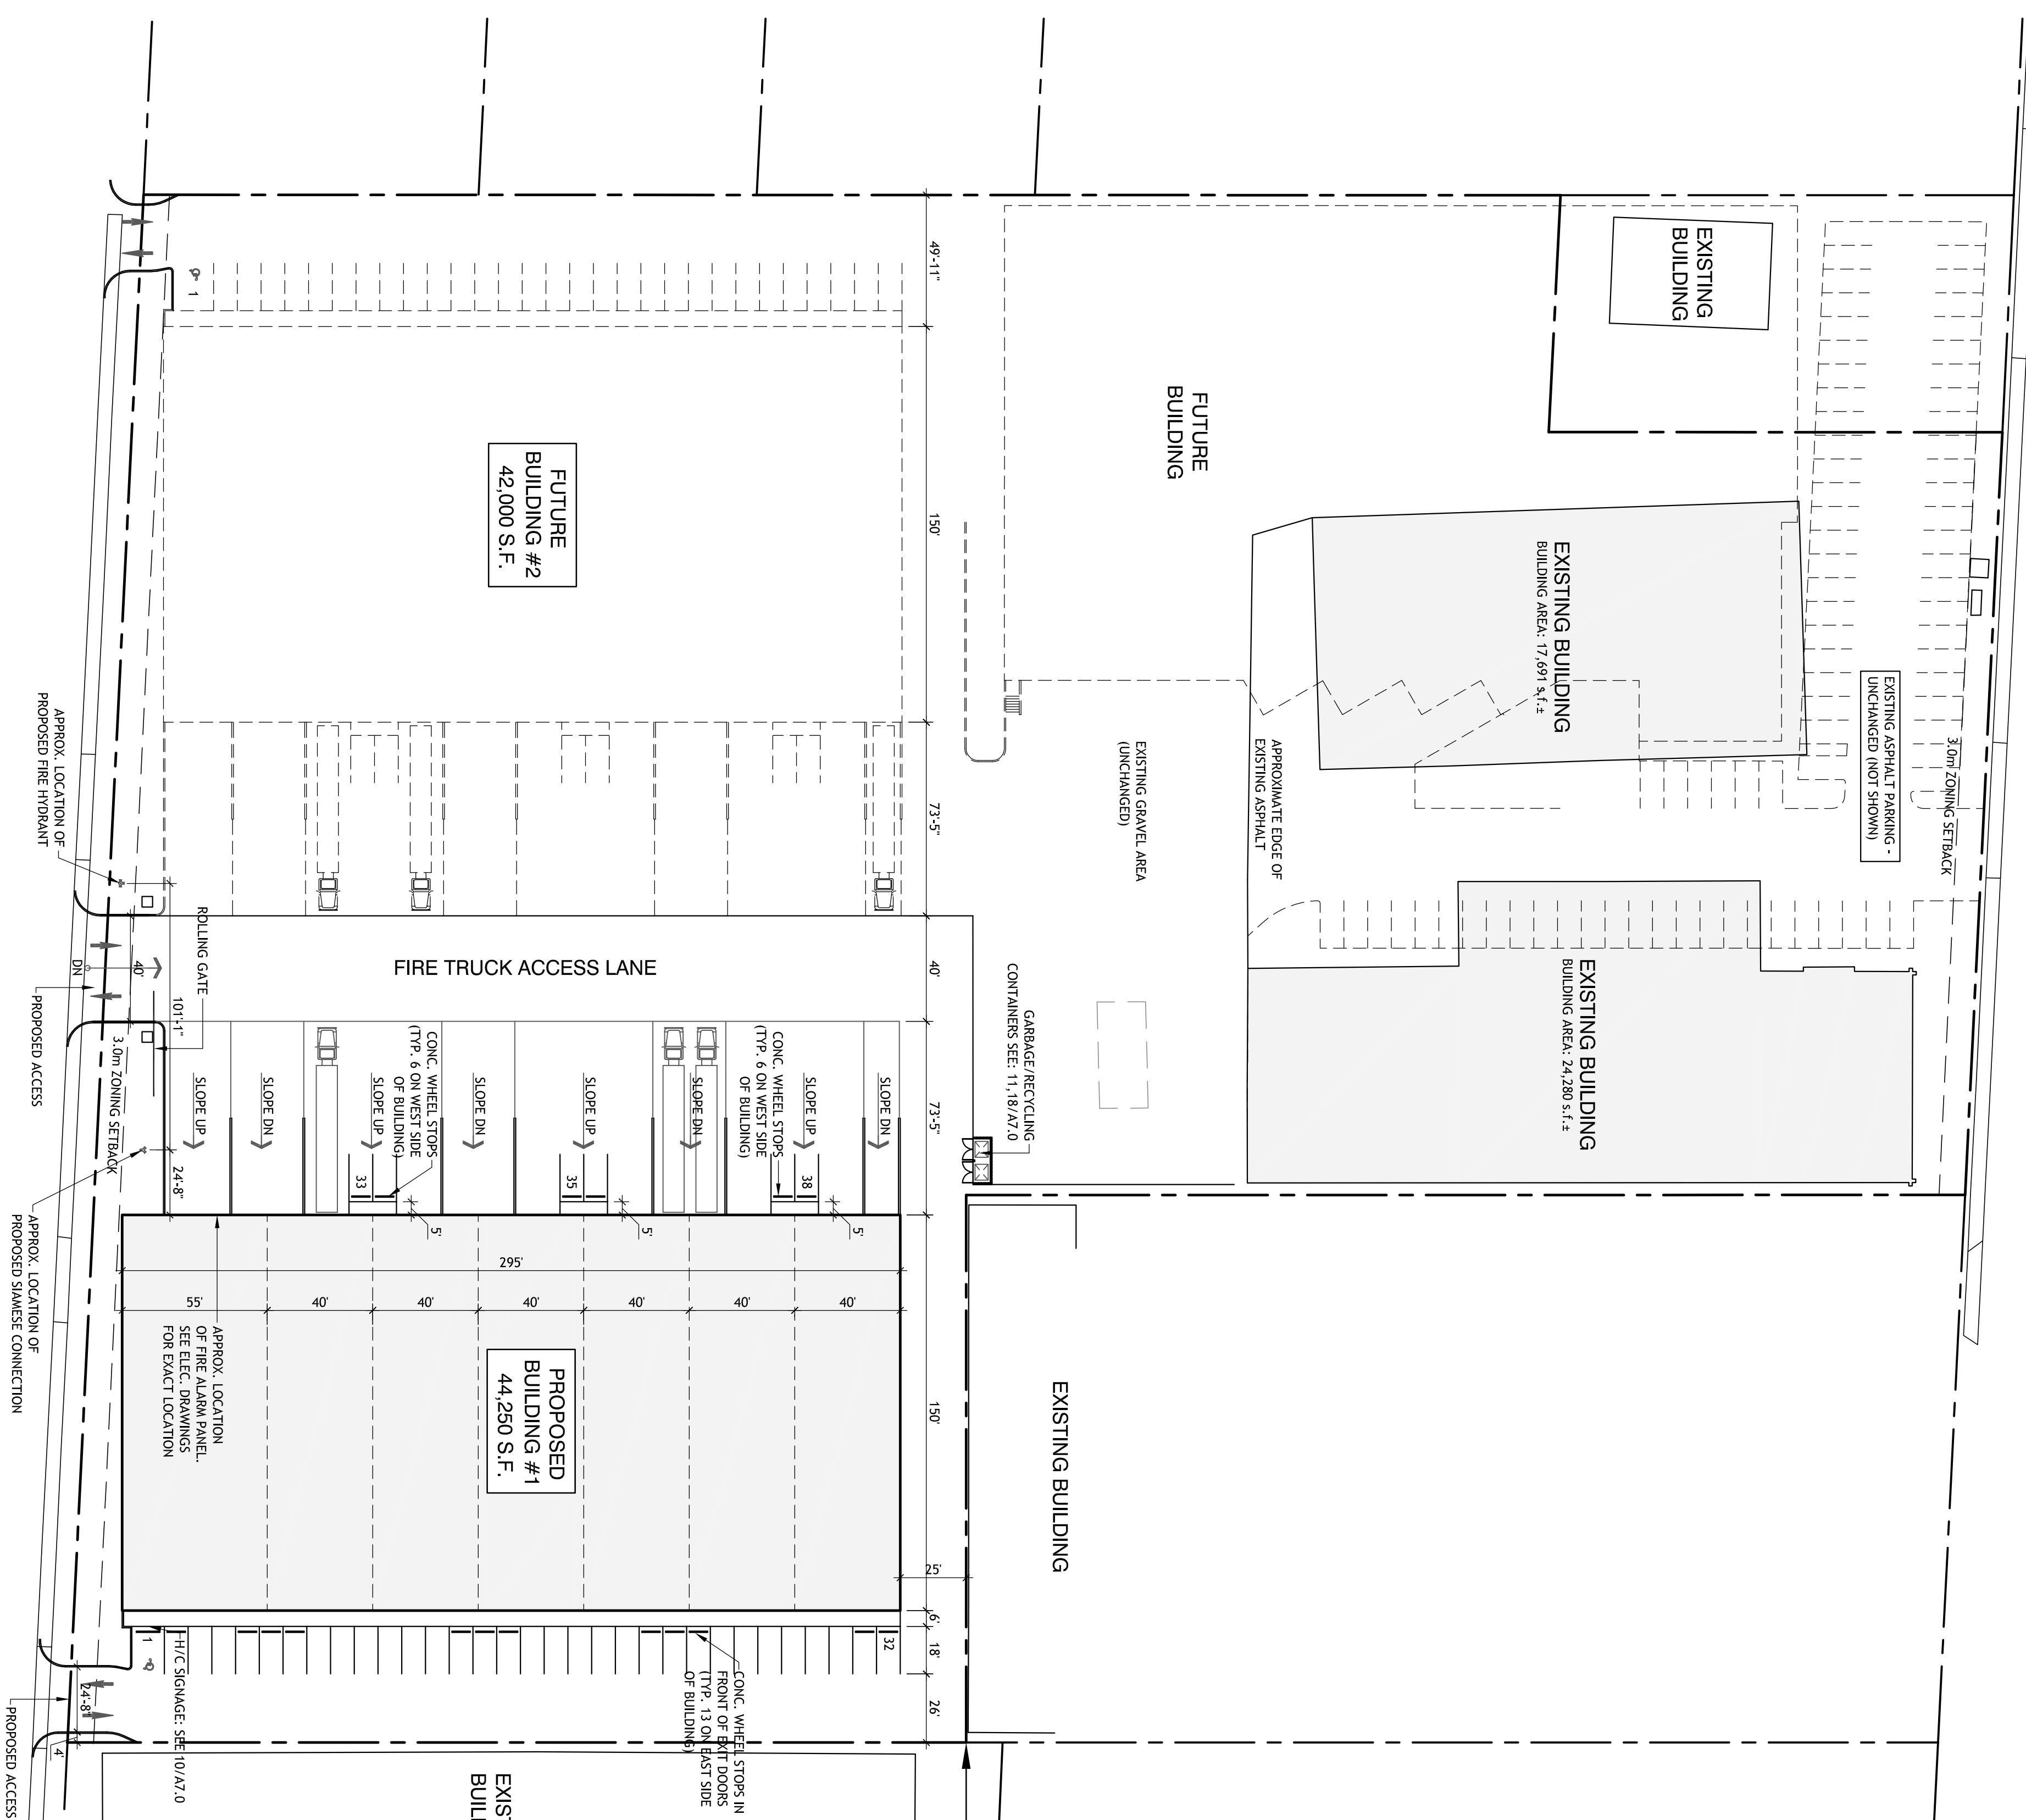 EXISTING
BUILDING
49'-11"
1
FUTURE
BUILDING
FUTURE
BUILDING #2
42,000 S.F.
150'
EXISTING BUILDING
BUILDING AREA: 17,691 s.f.±
EXISTING ASPHALT PARKING -
UNCHANGED (NOT SHOWN)
3.0m ZONING SETBACK
APPROXIMATE EDGE OF
EXISTING ASPHALT
EXISTING GRAVEL AREA
(UNCHANGED)
73'-5"
APPROX. LOCATION OF
PROPOSED FIRE HYDRANT
ROLLING GATE
FIRE TRUCK ACCESS LANE
40'
40'
DN
101'-1"
PROPOSED ACCESS
3.0m ZONING SETBACK
GARBAGE/RECYCLING
CONTAINERS SEE: 11,18/A7.0
EXISTING BUILDING
BUILDING AREA: 24,280 s.f.±
SLOPE UP
SLOPE DN
SLOPE UP
SLOPE DN
SLOPE UP
SLOPE DN
SLOPE UP
SLOPE DN
CONC. WHEEL STOPS
(TYP. 6 ON WEST SIDE
OF BUILDING)
CONC. WHEEL STOPS
(TYP. 6 ON WEST SIDE
OF BUILDING)
73'-5"
24'-8"
33
35
38
5'
5'
5'
APPROX. LOCATION OF
PROPOSED SIAMESE CONNECTION
295'
55'
40'
40'
40'
40'
40'
40'
APPROX. LOCATION
OF FIRE ALARM PANEL.
SEE ELEC. DRAWINGS
FOR EXACT LOCATION
PROPOSED
BUILDING #1
44,250 S.F.
150'
EXISTING BUILDING
25'
6'
18'
26'
1
32
H/C SIGNAGE: SEE 10/A7.0
CONC. WHEEL STOPS IN
FRONT OF EXIT DOORS
(TYP. 13 ON EAST SIDE
OF BUILDING)
24'-8"
4'
PROPOSED ACCESS